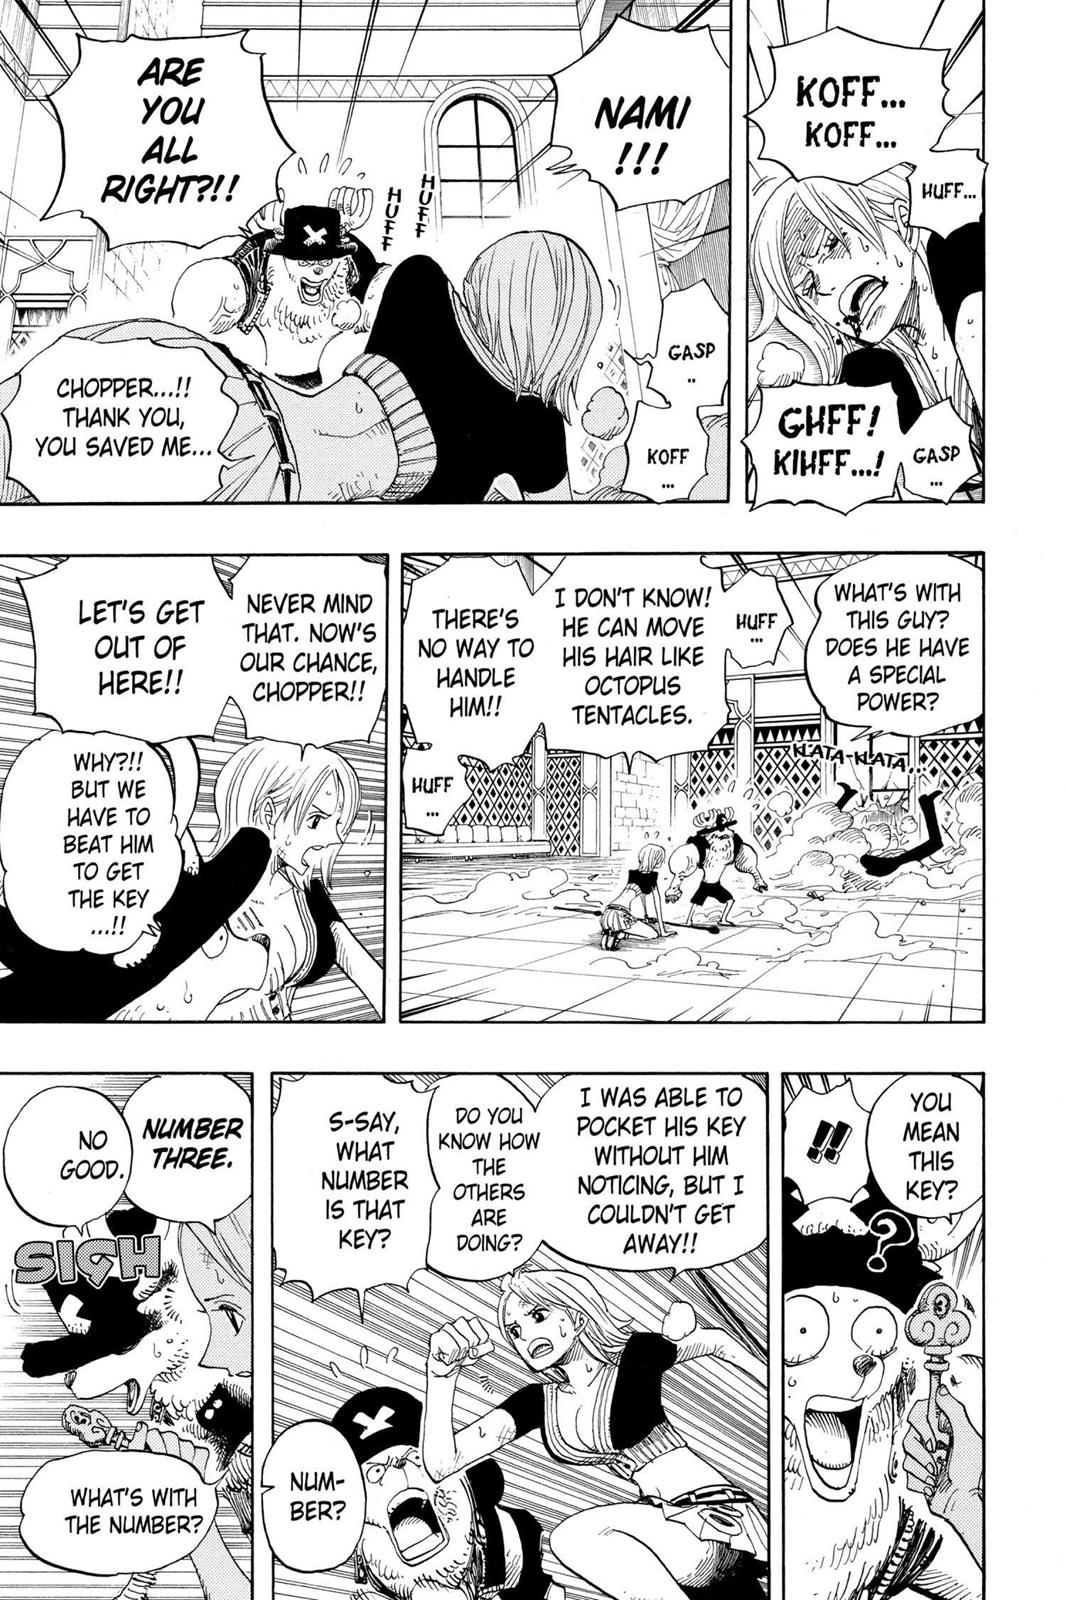 KOFF...
KOFF...
HUFF...
GHFF!
KIHFF...!
GASP
...
NAMI
!!!
ARE
YOU
ALL
RIGHT?!!
HUFF
HUFF
GASP
..
KOFF
..
CHOPPER...!!
THANK YOU,
YOU SAVED ME...
WHAT'S WITH
THIS GUY?
DOES HE HAVE
A SPECIAL
POWER?
KATA-KATA...
HUFF
...
I DON'T KNOW!
HE CAN MOVE
HIS HAIR LIKE
OCTOPUS
TENTACLES.
THERE'S
NO WAY TO
HANDLE
HIM!!
HUFF
...
NEVER MIND
THAT. NOW'S
OUR CHANCE,
CHOPPER!!
LET'S GET
OUT OF
HERE!!
WHY?!!
BUT WE
HAVE TO
BEAT HIM
TO GET
THE KEY
...!!
YOU
MEAN
THIS
KEY?
!!
?
3
I WAS ABLE TO
POCKET HIS KEY
WITHOUT HIM
NOTICING, BUT I
COULDN'T GET
AWAY!!
DO YOU
KNOW HOW
THE
OTHERS
ARE
DOING?
S-SAY,
WHAT
NUMBER
IS THAT
KEY?
NUM-
BER?
NUMBER
THREE.
NO
GOOD.
SIGH
3
WHAT'S WITH
THE NUMBER?